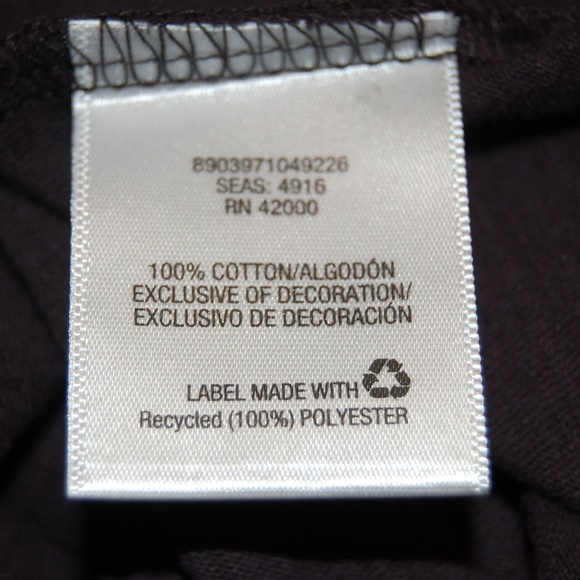 8903971049226
SEAS: 4916
RN 42000
100% COTTON/ALGODÓN
EXCLUSIVE OF DECORATION/
EXCLUSIVO DE DECORACIÓN
LABEL MADE WITH
Recycled (100%) POLYESTER